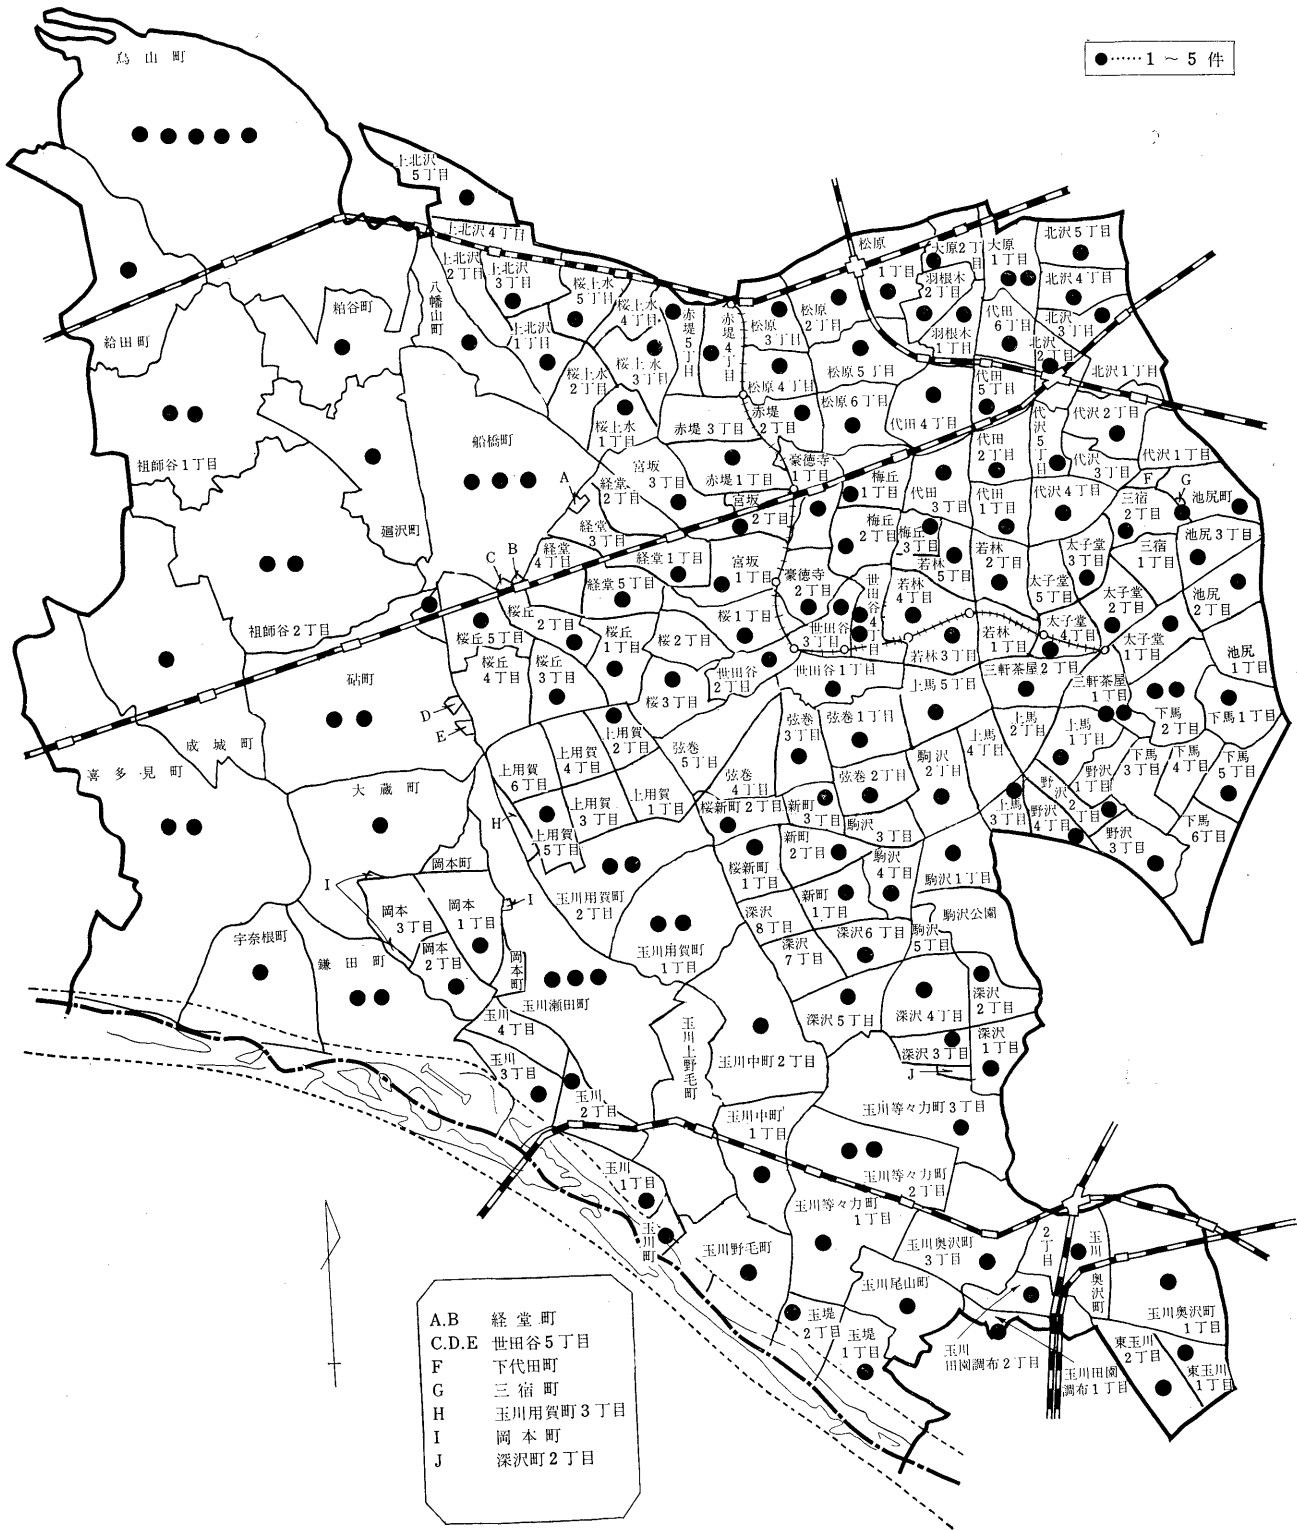 ●……1 ～ 5 件
烏山町
上北沢
5丁目
上北沢4丁目
上北沢
2丁目
上北沢
3丁目
上北沢
1丁目
八幡山町
粕谷町
給田町
祖師谷1丁目
祖師谷2丁目
廻沢町
船橋町
桜上水
5丁目
桜上水
4丁目
桜上水
3丁目
桜上水
2丁目
桜上水
1丁目
赤堤5丁目
赤堤4丁目
赤堤3丁目
赤堤
2丁目
赤堤1丁目
松原
1丁目
松原
2丁目
松原
3丁目
松原4丁目
松原5丁目
松原6丁目
大原2丁目
大原
1丁目
羽根木
2丁目
羽根木
1丁目
北沢5丁目
北沢4丁目
北沢
3丁目
北沢
2丁目
北沢1丁目
代田
6丁目
代田
5丁目
代田4丁目
代田
3丁目
代田
2丁目
代田
1丁目
代沢5丁目
代沢2丁目
代沢
3丁目
代沢1丁目
代沢4丁目
F
G
池尻町
池尻3丁目
池尻
2丁目
池尻
1丁目
三宿
2丁目
三宿
1丁目
太子堂
3丁目
太子堂
5丁目
太子堂
2丁目
太子堂
4丁目
太子堂
1丁目
宮坂
3丁目
宮坂
2丁目
宮坂
1丁目
豪徳寺
1丁目
豪徳寺
2丁目
梅丘
1丁目
梅丘
2丁目
梅丘
3丁目
若林
5丁目
若林
4丁目
若林
2丁目
若林
1丁目
若林3丁目
A
B
C
経堂
2丁目
経堂
3丁目
経堂
4丁目
経堂1丁目
経堂5丁目
世田谷4丁目
世田谷
3丁目
世田谷
2丁目
世田谷1丁目
桜1丁目
桜2丁目
桜3丁目
桜丘
2丁目
桜丘5丁目
桜丘
1丁目
桜丘
4丁目
桜丘
3丁目
三軒茶屋2丁目
三軒茶屋
1丁目
上馬5丁目
上馬
4丁目
上馬
2丁目
上馬
1丁目
上馬
3丁目
下馬
2丁目
下馬1丁目
下馬
3丁目
下馬
4丁目
下馬
5丁目
下馬
6丁目
野沢
1丁目
野沢
2丁目
野沢
4丁目
野沢
3丁目
砧町
成城町
喜多見町
大蔵町
D
E
上用賀
2丁目
上用賀
4丁目
上用賀
6丁目
上用賀
1丁目
上用賀
3丁目
上用賀
5丁目
H
弦巻
5丁目
弦巻
3丁目
弦巻1丁目
弦巻
4丁目
弦巻2丁目
駒沢
2丁目
駒沢
3丁目
駒沢
4丁目
駒沢1丁目
駒沢
5丁目
駒沢公園
桜新町2丁目
桜新町
1丁目
新町
3丁目
新町
2丁目
新町
1丁目
深沢
8丁目
深沢
7丁目
深沢6丁目
深沢5丁目
深沢4丁目
深沢
2丁目
深沢
1丁目
深沢3丁目
J
岡本町
I
I
岡本
3丁目
岡本
1丁目
岡本
2丁目
岡本町
宇奈根町
鎌田町
玉川用賀町
2丁目
玉川用賀町
1丁目
玉川瀬田町
玉川
4丁目
玉川
3丁目
玉川
2丁目
玉川
1丁目
玉川町
玉川上野毛町
玉川中町2丁目
玉川中町
1丁目
玉川野毛町
玉川等々力町3丁目
玉川等々力町
2丁目
玉川等々力町
1丁目
玉川奥沢町
3丁目
2丁目
玉川奥沢町
玉川奥沢町
1丁目
玉川尾山町
玉堤
2丁目
玉堤
1丁目
玉川
田園調布2丁目
玉川田園
調布1丁目
東玉川
2丁目
東玉川
1丁目
A.B 経堂町
C.D.E 世田谷5丁目
F 下代田町
G 三宿町
H 玉川用賀町3丁目
I 岡本町
J 深沢町2丁目